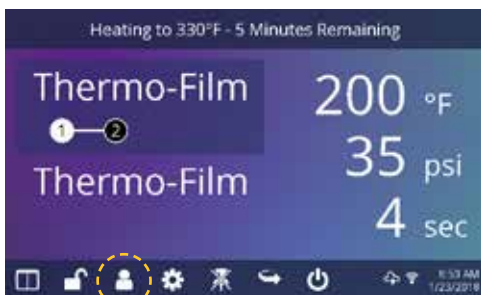 Heating to 330°F - 5 Minutes Remaining
Thermo-Film
1 2
Thermo-Film
200 °F
35 psi
4 sec
8:53 AM
1/23/2018